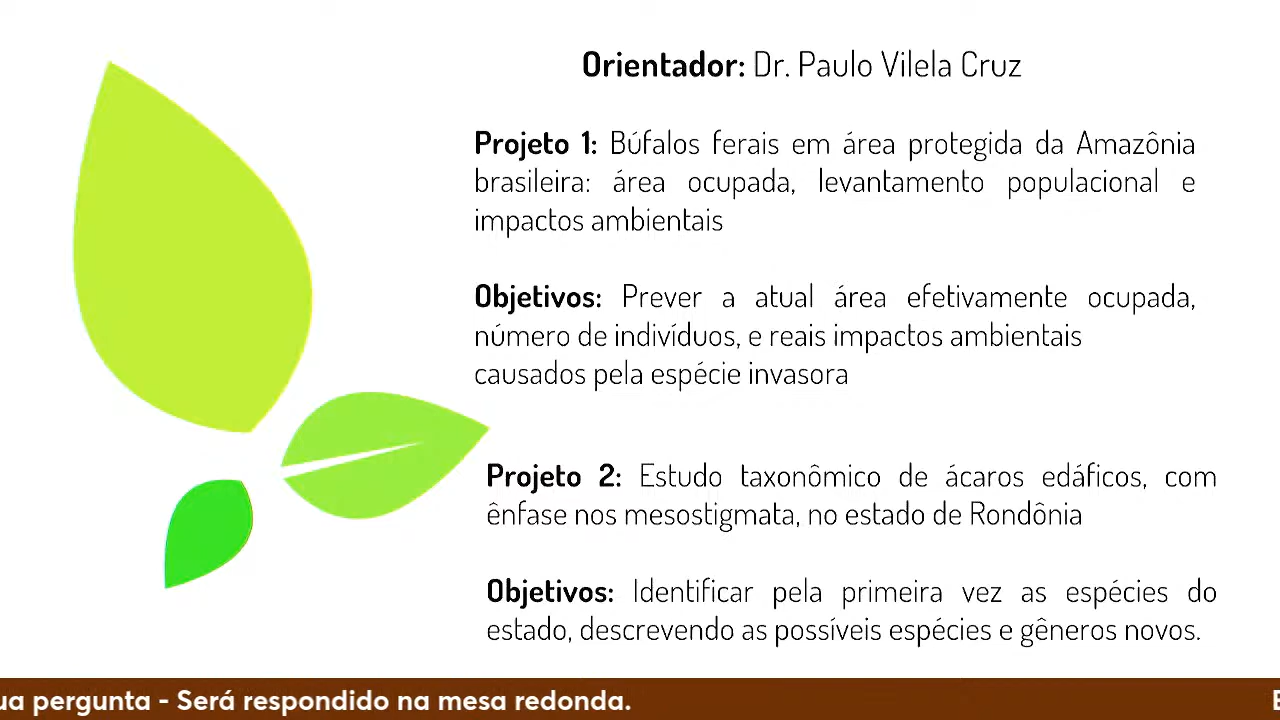 Orientador: Dr. Paulo Vilela Cruz
Projeto 1: Búfalos ferais em área protegida da Amazônia
brasileira: área ocupada, levantamento populacional e
impactos ambientais
Objetivos: Prever a atual área efetivamente ocupada,
número de indivíduos, e reais impactos ambientais
causados pela espécie invasora
Projeto 2: Estudo taxonômico de ácaros edáficos, com
ênfase nos mesostigmata, no estado de Rondônia
Objetivos: Identificar pela primeira vez as espécies do
estado, descrevendo as possíveis espécies e gêneros novos.
pergunta - Será respondido na mesa redonda.